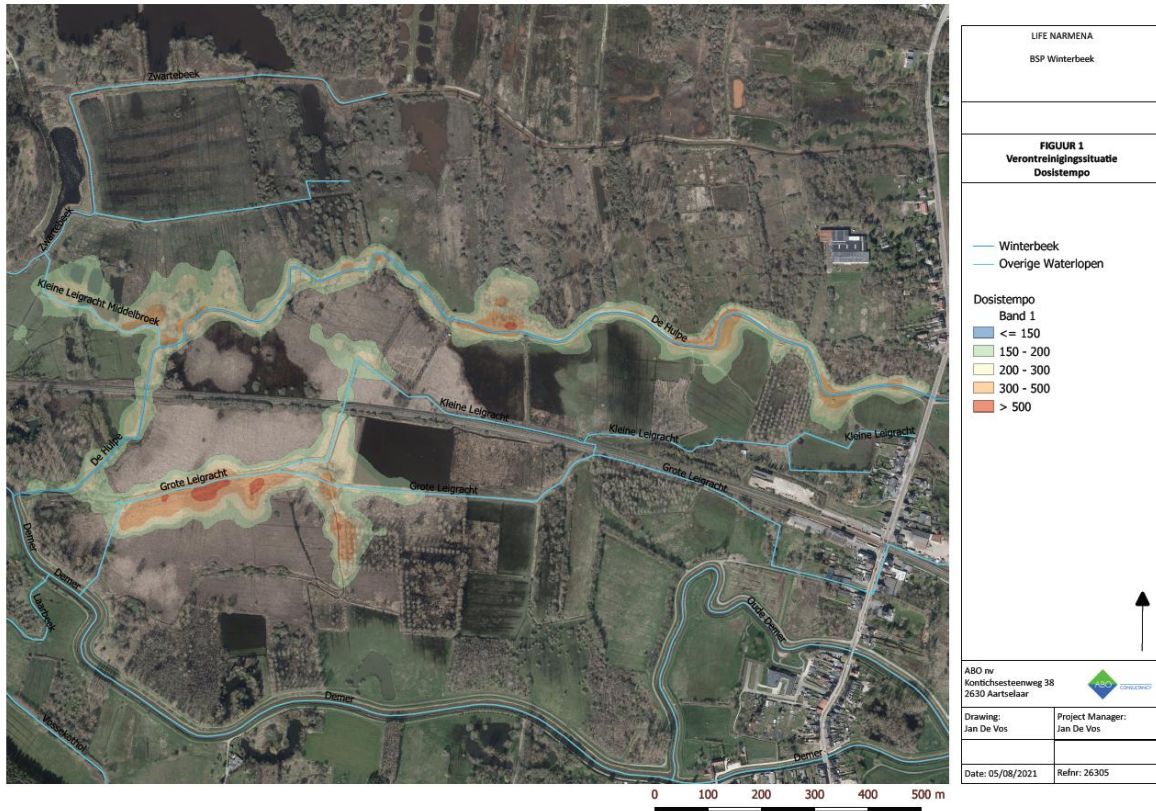 Zwartebeek
Zwartebeek
Kleine Leigracht Middelbroek
De Hulpe
De Hulpe
Kleine Leigracht
Kleine Leigracht
Kleine Leigracht
Grote Leigracht
Grote Leigracht
Grote Leigracht
Demer
Demer
Laarbeek
Oude Demer
Demer
Demer
0 100 200 300 400 500 m
LIFE NARMENA
BSP Winterbeek
FIGUUR 1
Verontreinigingssituatie
Dosistempo
Winterbeek
Overige Waterlopen
Dosistempo
Band 1
<= 150
150 - 200
200 - 300
300 - 500
> 500
ABO nv
Kontichsesteenweg 38
2630 Aartselaar
ABO CONSULTANCY
Drawing:
Jan De Vos
Project Manager:
Jan De Vos
Date: 05/08/2021
Refnr: 26305